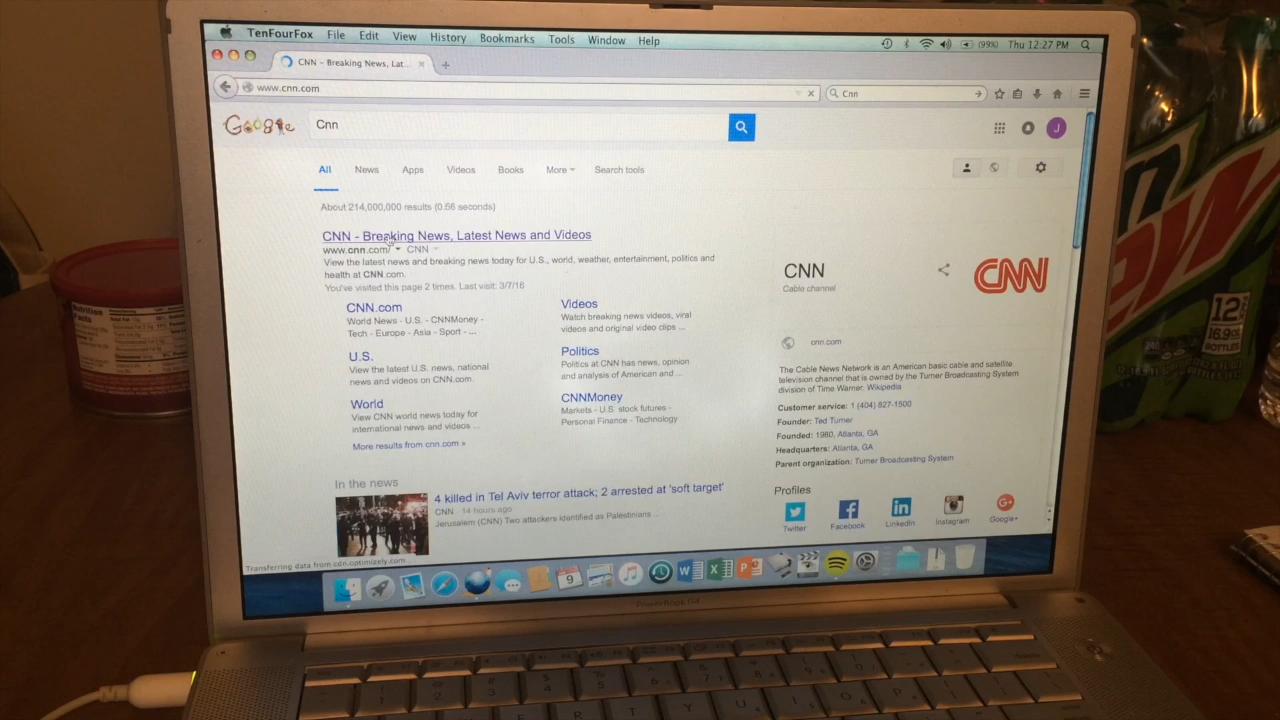 TenFourFox File Edit View History Bookmarks Tools Window Help (99%) Thu 12:27 PM
CNN - Breaking News, Lat...
www.cnn.com Cnn
Google Cnn J
All News Apps Videos Books More Search tools
About 214,000,000 results (0.56 seconds)
CNN - Breaking News, Latest News and Videos
www.cnn.com/ CNN
View the latest news and breaking news today for U.S., world, weather, entertainment, politics and
health at CNN.com.
You've visited this page 2 times. Last visit: 3/7/16
CNN.com
World News - U.S. - CNNMoney -
Tech - Europe - Asia - Sport - ...
Videos
Watch breaking news videos, viral
videos and original video clips ...
U.S.
View the latest U.S. news, national
news and videos on CNN.com.
Politics
Politics at CNN has news, opinion
and analysis of American and ...
World
View CNN world news today for
international news and videos ...
CNNMoney
Markets - U.S. stock futures -
Personal Finance - Technology
More results from cnn.com »
In the news
4 killed in Tel Aviv terror attack; 2 arrested at 'soft target'
CNN - 14 hours ago
Jerusalem (CNN) Two attackers identified as Palestinians ...
CNN
Cable channel
CNN
cnn.com
The Cable News Network is an American basic cable and satellite
television channel that is owned by the Turner Broadcasting System
division of Time Warner. Wikipedia
Customer service: 1 (404) 827-1500
Founder: Ted Turner
Founded: 1980, Atlanta, GA
Headquarters: Atlanta, GA
Parent organization: Turner Broadcasting System
Profiles
Twitter Facebook LinkedIn Instagram Google+
Transferring data from cdn.optimizely.com...
9
PowerBook G4
Nutrition
Facts
12
16.9
BOTTLES